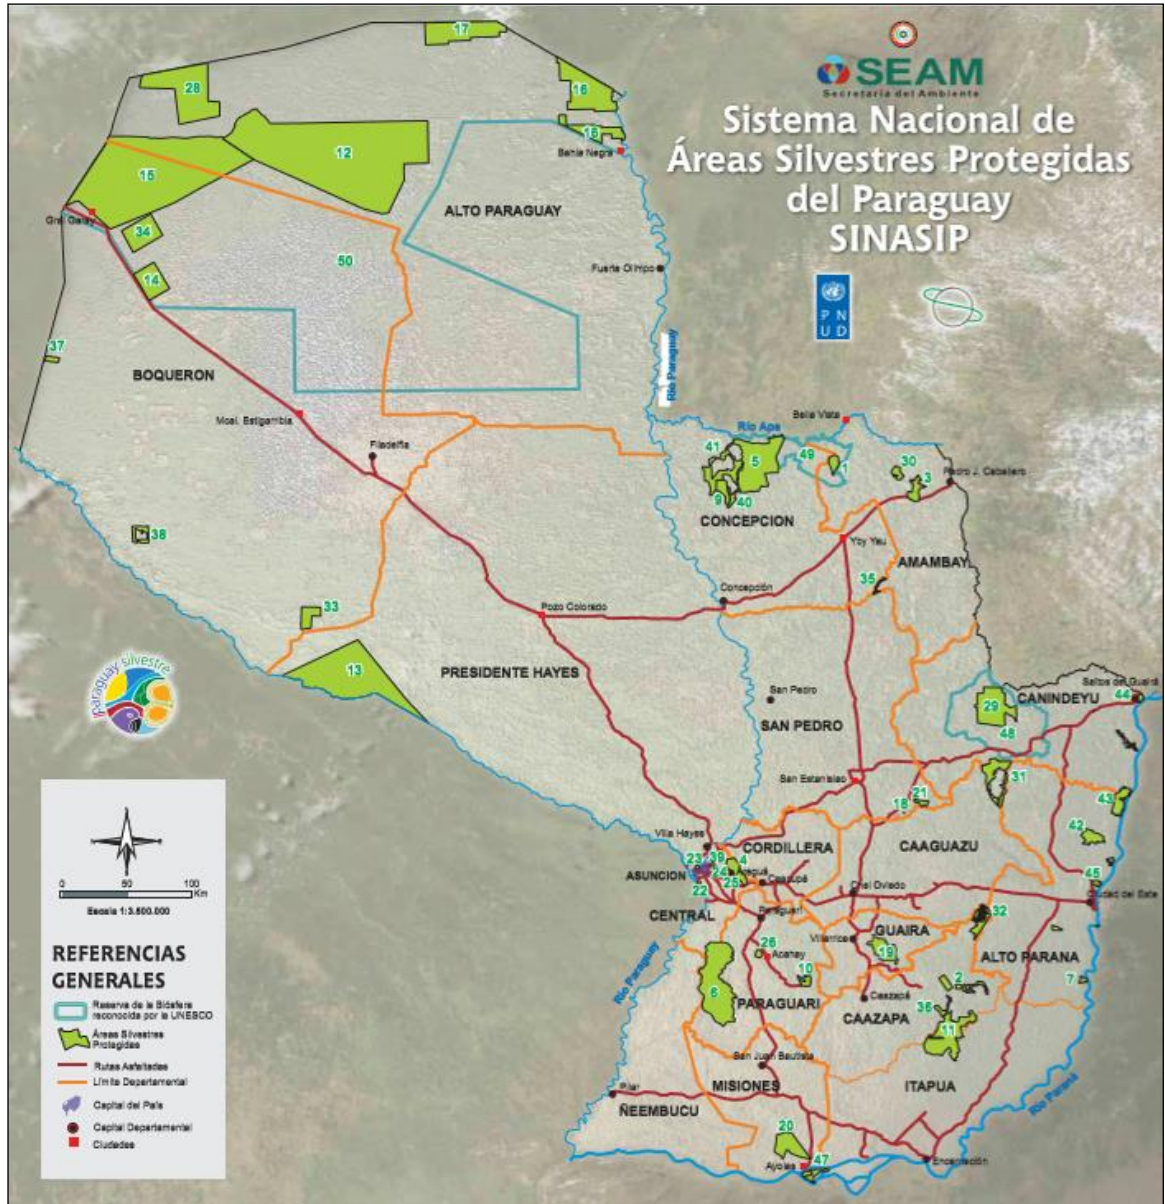 SEAM
Secretaría del Ambiente
Sistema Nacional de
Áreas Silvestres Protegidas
del Paraguay
SINASIP
P N
U D
17
28
16
16
12
Bahía Negra
15
ALTO PARAGUAY
Gral. Garay
34
50
14
Fuerte Olimpo
37
BOQUERON
Río Paraguay
Mcal. Estigarribia
Filadelfia
Bella Vista
Río Apa
41
5
49
1
30
3
Pedro J. Caballero
9
40
CONCEPCION
38
Yby Yau
AMAMBAY
35
Concepción
33
Pozo Colorado
13
PRESIDENTE HAYES
paraguay silvestre
San Pedro
SAN PEDRO
29
CANINDEYU
Saltos del Guairá
44
48
San Estanislao
31
21
18
43
42
Villa Hayes
CORDILLERA
CAAGUAZU
23
39
4
ASUNCION
24
Areguá
25
Caacupé
22
45
Cnel Oviedo
Ciudad del Este
CENTRAL
Paraguarí
32
GUAIRA
Villarrica
19
26
Acahay
10
ALTO PARANA
6
PARAGUARI
2
7
Caazapá
36
CAAZAPA
11
Río Paraguay
San Juan Bautista
MISIONES
ITAPUA
Río Paraná
Pilar
ÑEEMBUCU
20
Ayolas
47
Encarnación
0 50 100
Km
Escala 1:3.500.000
REFERENCIAS
GENERALES
Reserva de la Biósfera
reconocida por la UNESCO
Áreas Silvestres
Protegidas
Rutas Asfaltadas
Límite Departamental
Capital del País
Capital Departamental
Ciudades